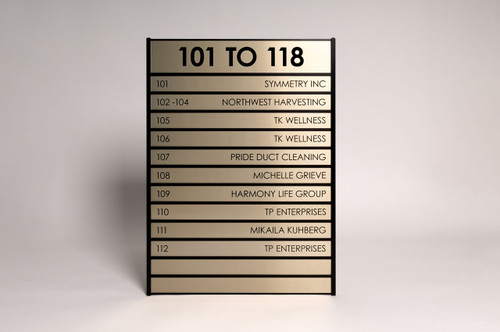 101 TO 118
101 SYMMETRY INC
102 -104 NORTHWEST HARVESTING
105 TK WELLNESS
106 TK WELLNESS
107 PRIDE DUCT CLEANING
108 MICHELLE GRIEVE
109 HARMONY LIFE GROUP
110 TP ENTERPRISES
111 MIKAILA KUHBERG
112 TP ENTERPRISES